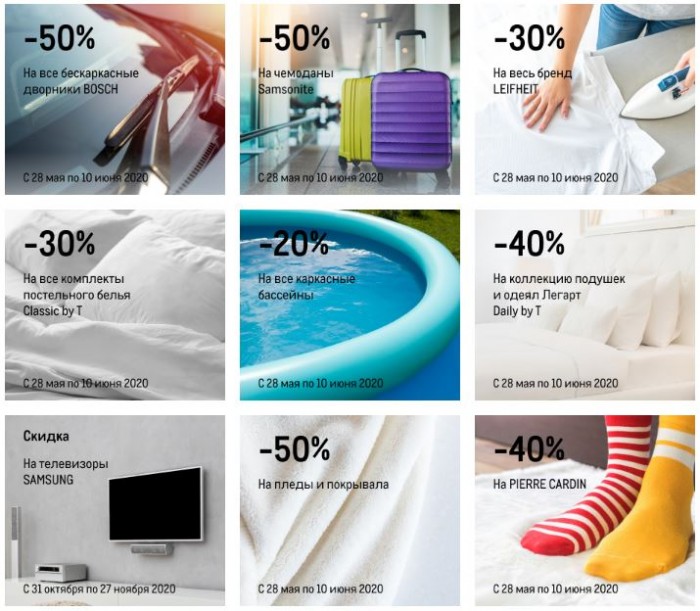 -50%
На все бескаркасные
дворники BOSCH
С 28 мая по 10 июня 2020
-50%
На чемоданы
Samsonite
С 28 мая по 10 июня 2020
-30%
На весь бренд
LEIFHEIT
С 28 мая по 10 июня 2020
-30%
На все комплекты
постельного белья
Classic by T
С 28 мая по 10 июня 2020
-20%
На все каркасные
бассейны
С 28 мая по 10 июня 2020
-40%
На коллекцию подушек
и одеял Легарт
Daily by T
С 28 мая по 10 июня 2020
Скидка
На телевизоры
SAMSUNG
С 31 октября по 27 ноября 2020
-50%
На пледы и покрывала
С 28 мая по 10 июня 2020
-40%
На PIERRE CARDIN
С 28 мая по 10 июня 2020